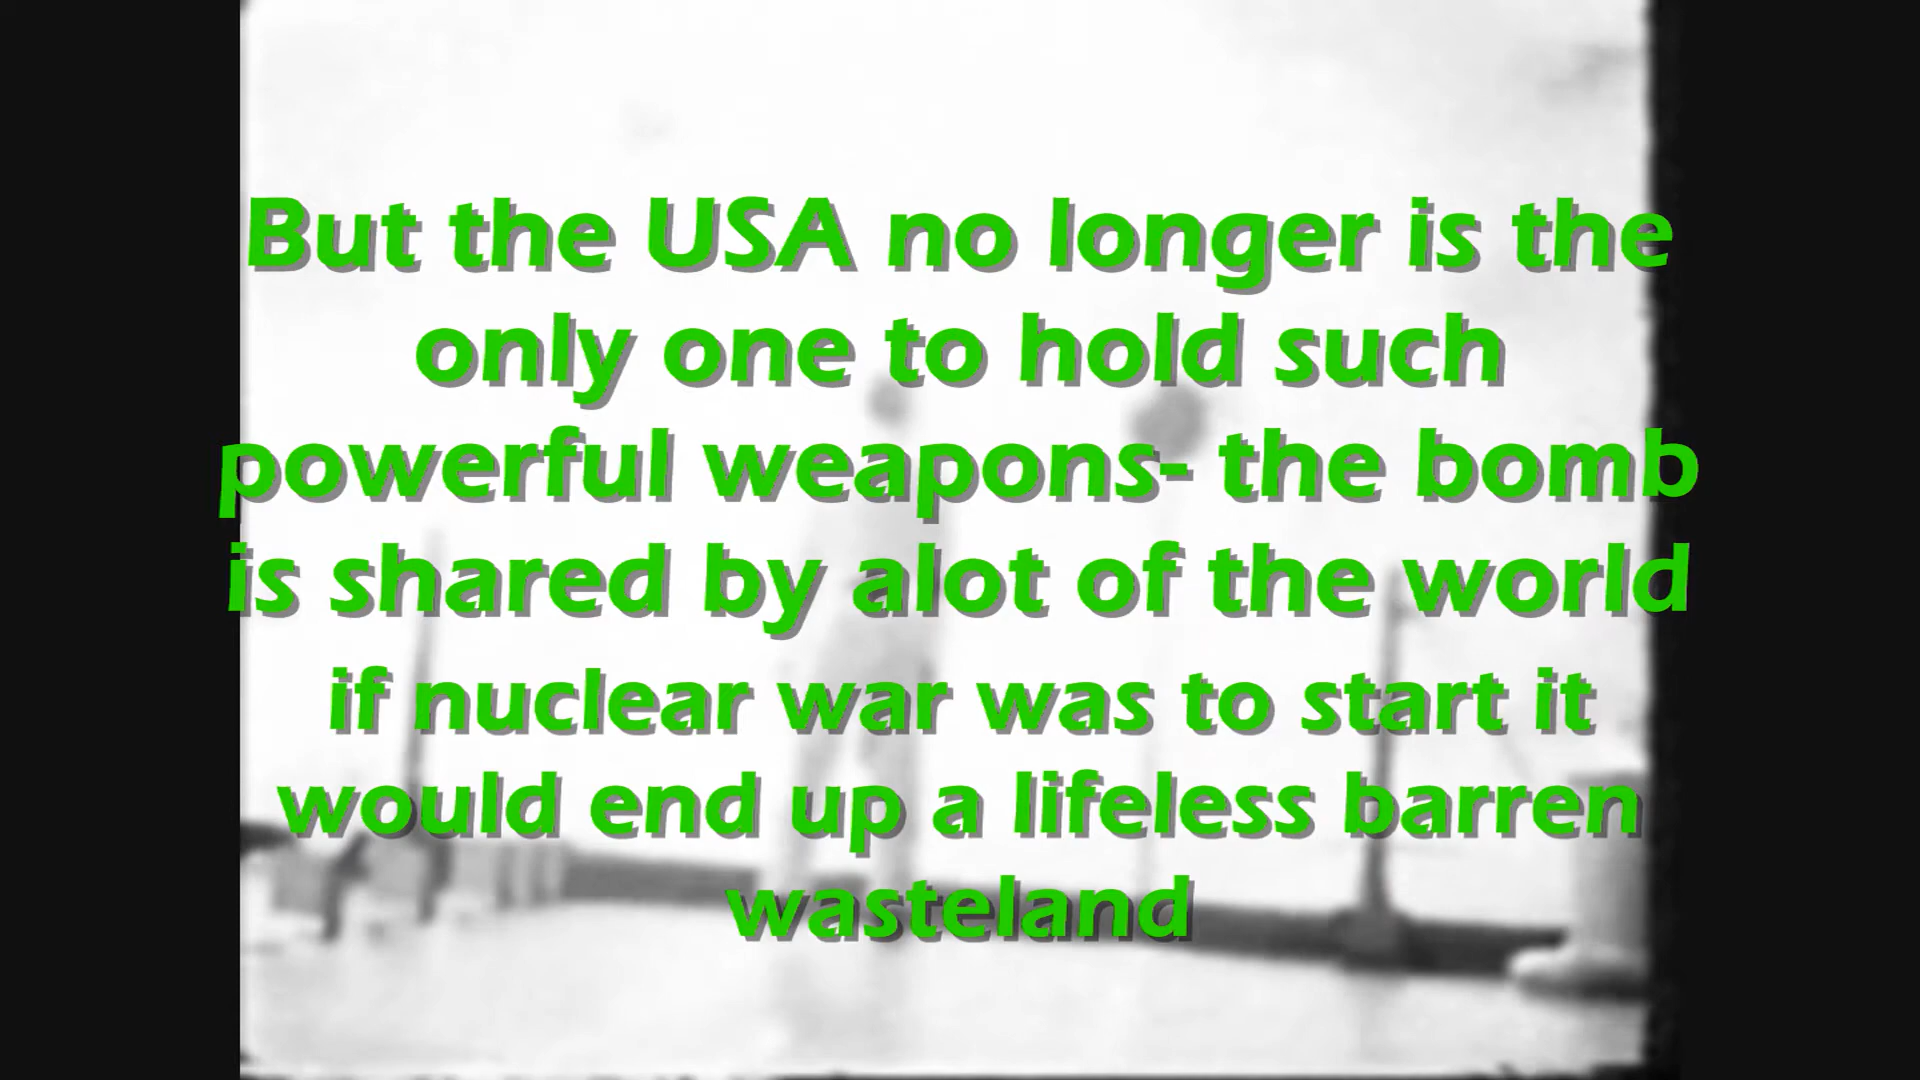 But the USA no longer is the
only one to hold such
powerful weapons- the bomb
is shared by alot of the world
if nuclear war was to start it
would end up a lifeless barren
wasteland